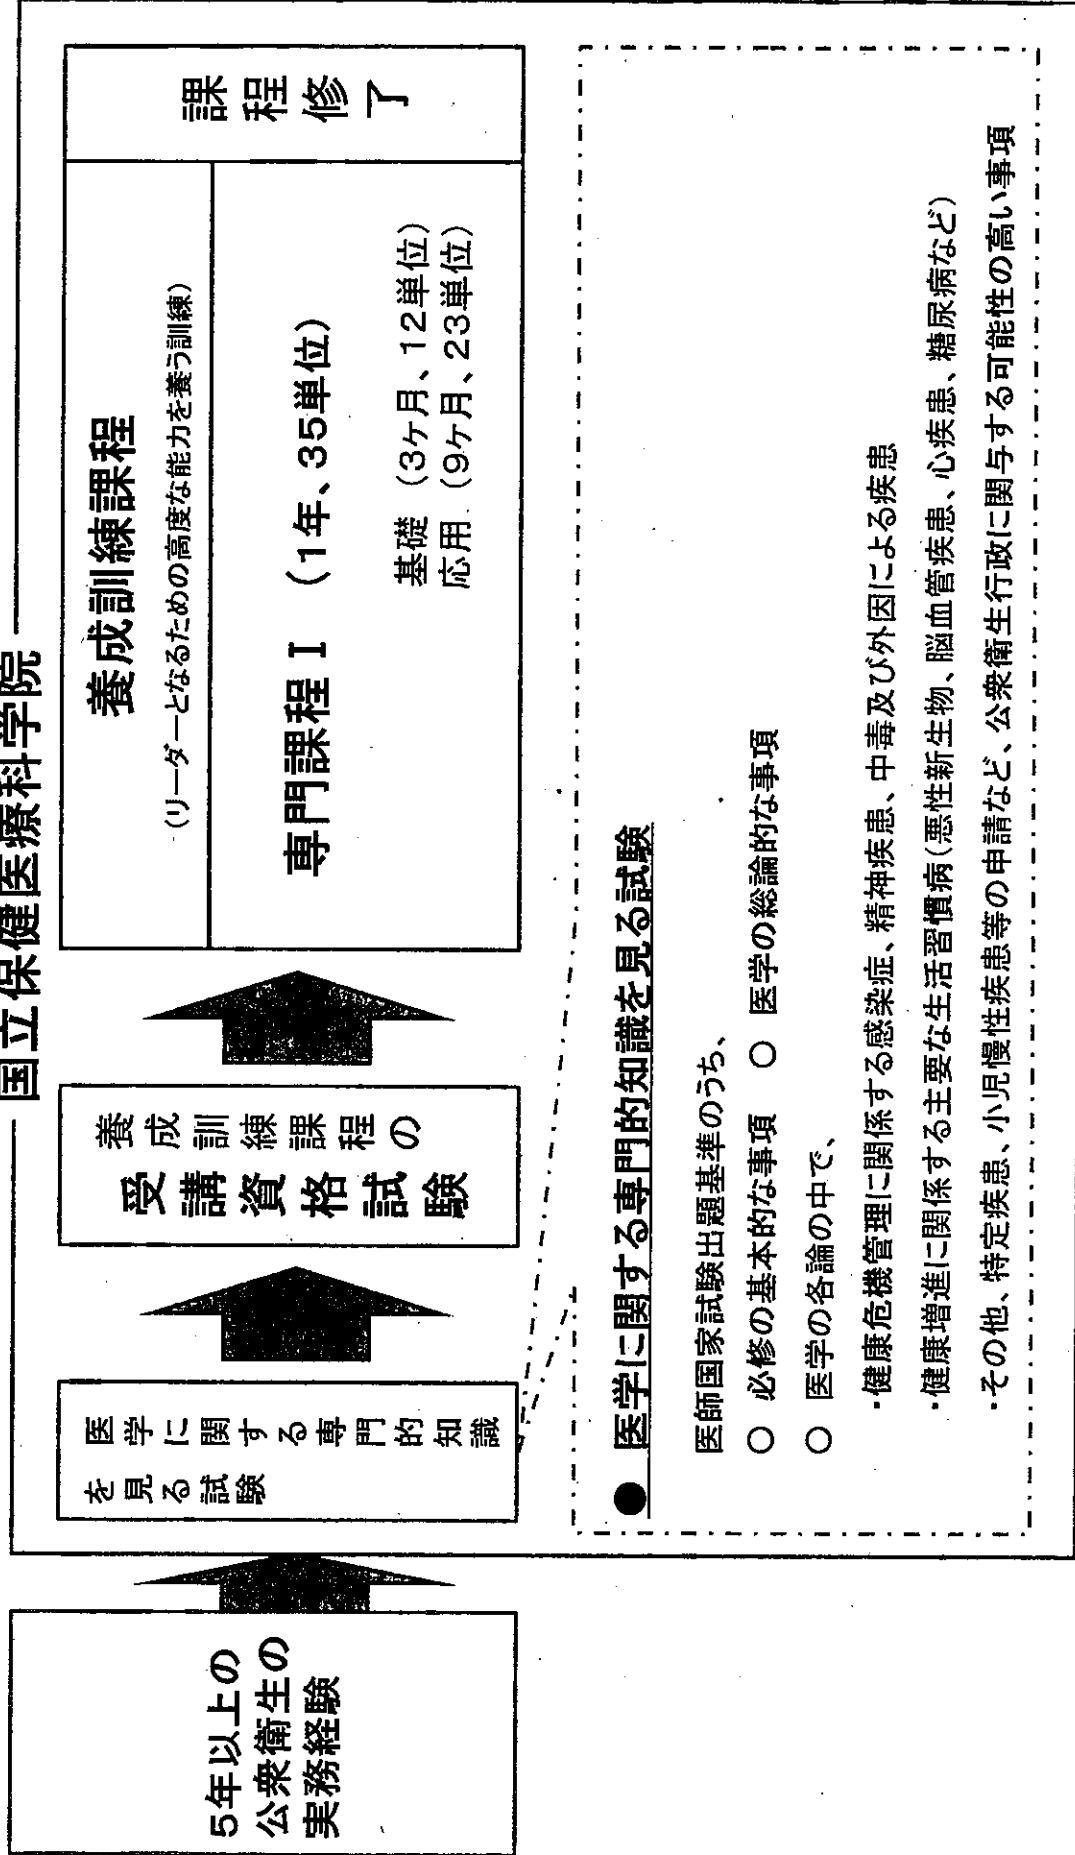 国立保健医療科学院
5年以上の
公衆衛生の
実務経験
医学に関する専門的知識
を見る試験
養成訓練課程の
受講資格試験
養成訓練課程
(リーダーとなるための高度な能力を養う訓練)
専門課程Ⅰ (1年、35単位)
基礎 (3ヶ月、12単位)
応用 (9ヶ月、23単位)
課程修了
● 医学に関する専門的知識を見る試験
医師国家試験出題基準のうち、
○ 必修の基本的な事項 ○ 医学の総論的な事項
○ 医学の各論の中で、
・健康危機管理に関係する感染症、精神疾患、中毒及び外因による疾患
・健康増進に関係する主要な生活習慣病(悪性新生物、脳血管疾患、心疾患、糖尿病など)
・その他、特定疾患、小児慢性疾患等の申請など、公衆衛生行政に関与する可能性の高い事項